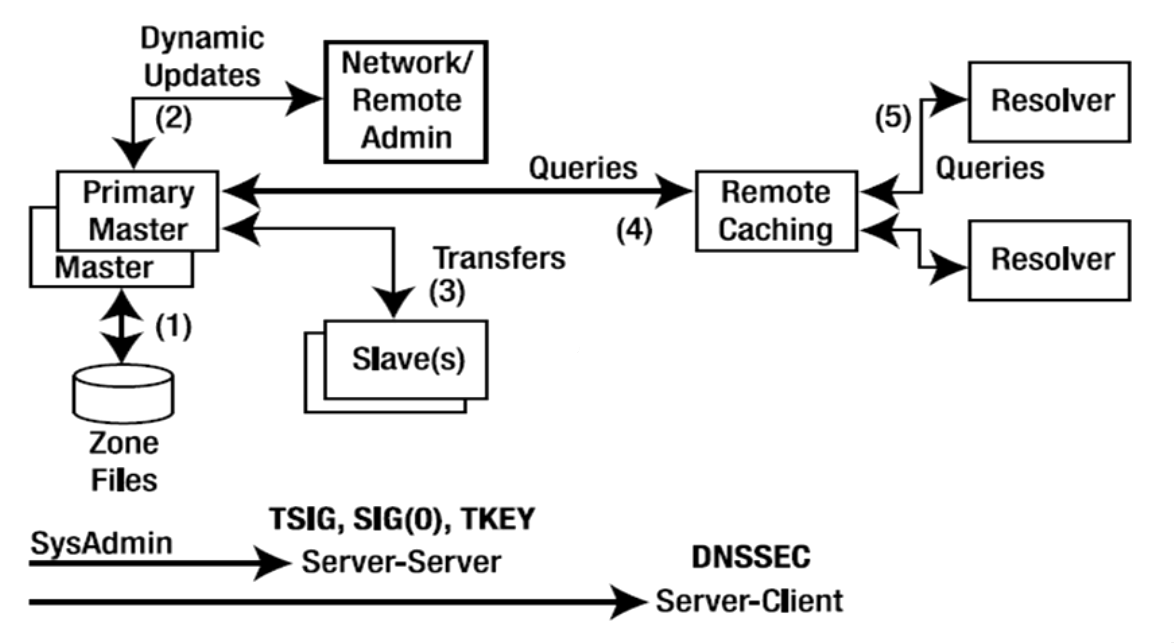 Dynamic
Updates
(2)
Network/
Remote
Admin
(5)
Resolver
Queries
Primary
Master
Master
Queries
(4)
Remote
Caching
Resolver
Transfers
(3)
(1)
Slave(s)
Zone
Files
SysAdmin
TSIG, SIG(0), TKEY
Server-Server
DNSSEC
Server-Client